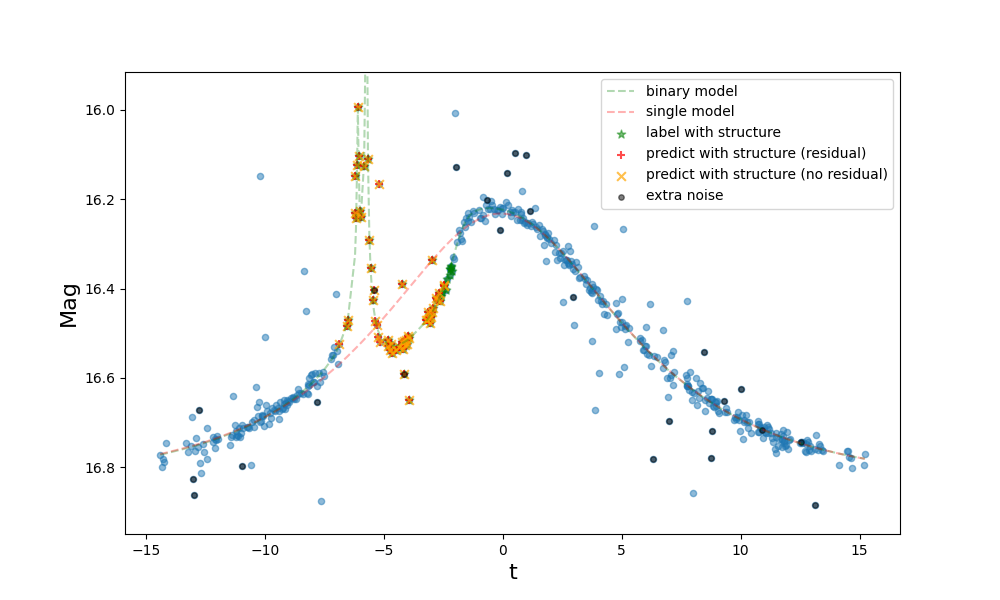 binary model
single model
label with structure
predict with structure (residual)
predict with structure (no residual)
extra noise
Mag
16.0
16.2
16.4
16.6
16.8
−15
−10
−5
0
5
10
15
t